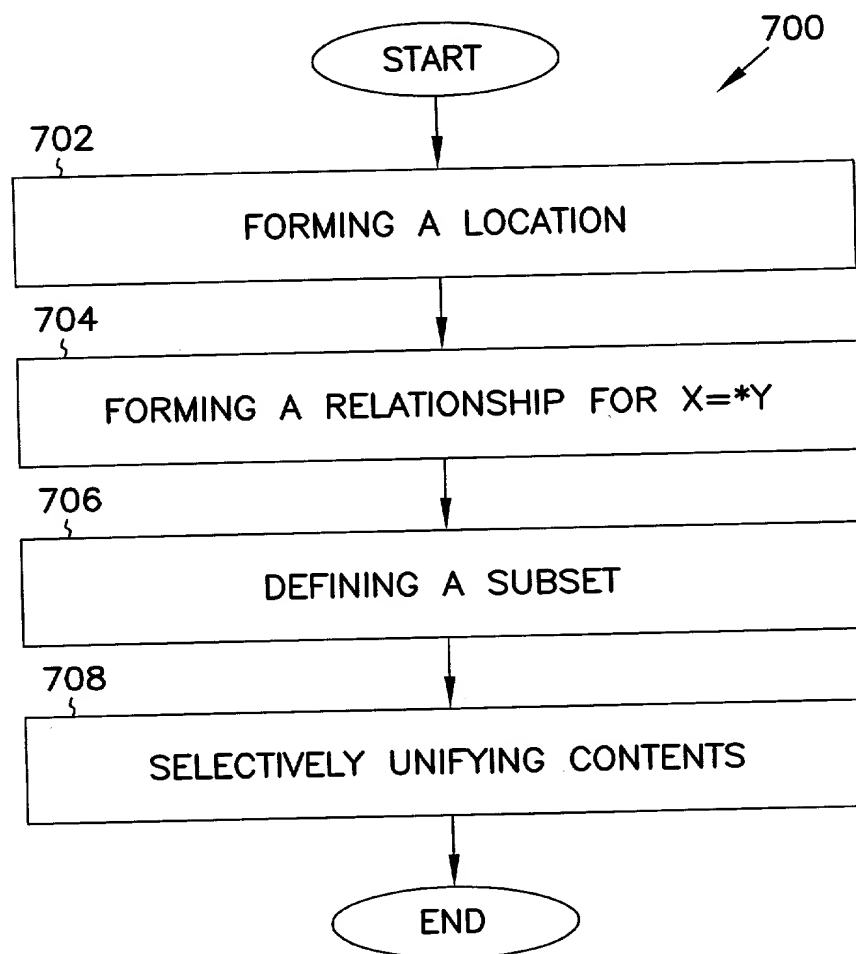 START
700
702
FORMING A LOCATION
704
FORMING A RELATIONSHIP FOR X=*Y
706
DEFINING A SUBSET
708
SELECTIVELY UNIFYING CONTENTS
END